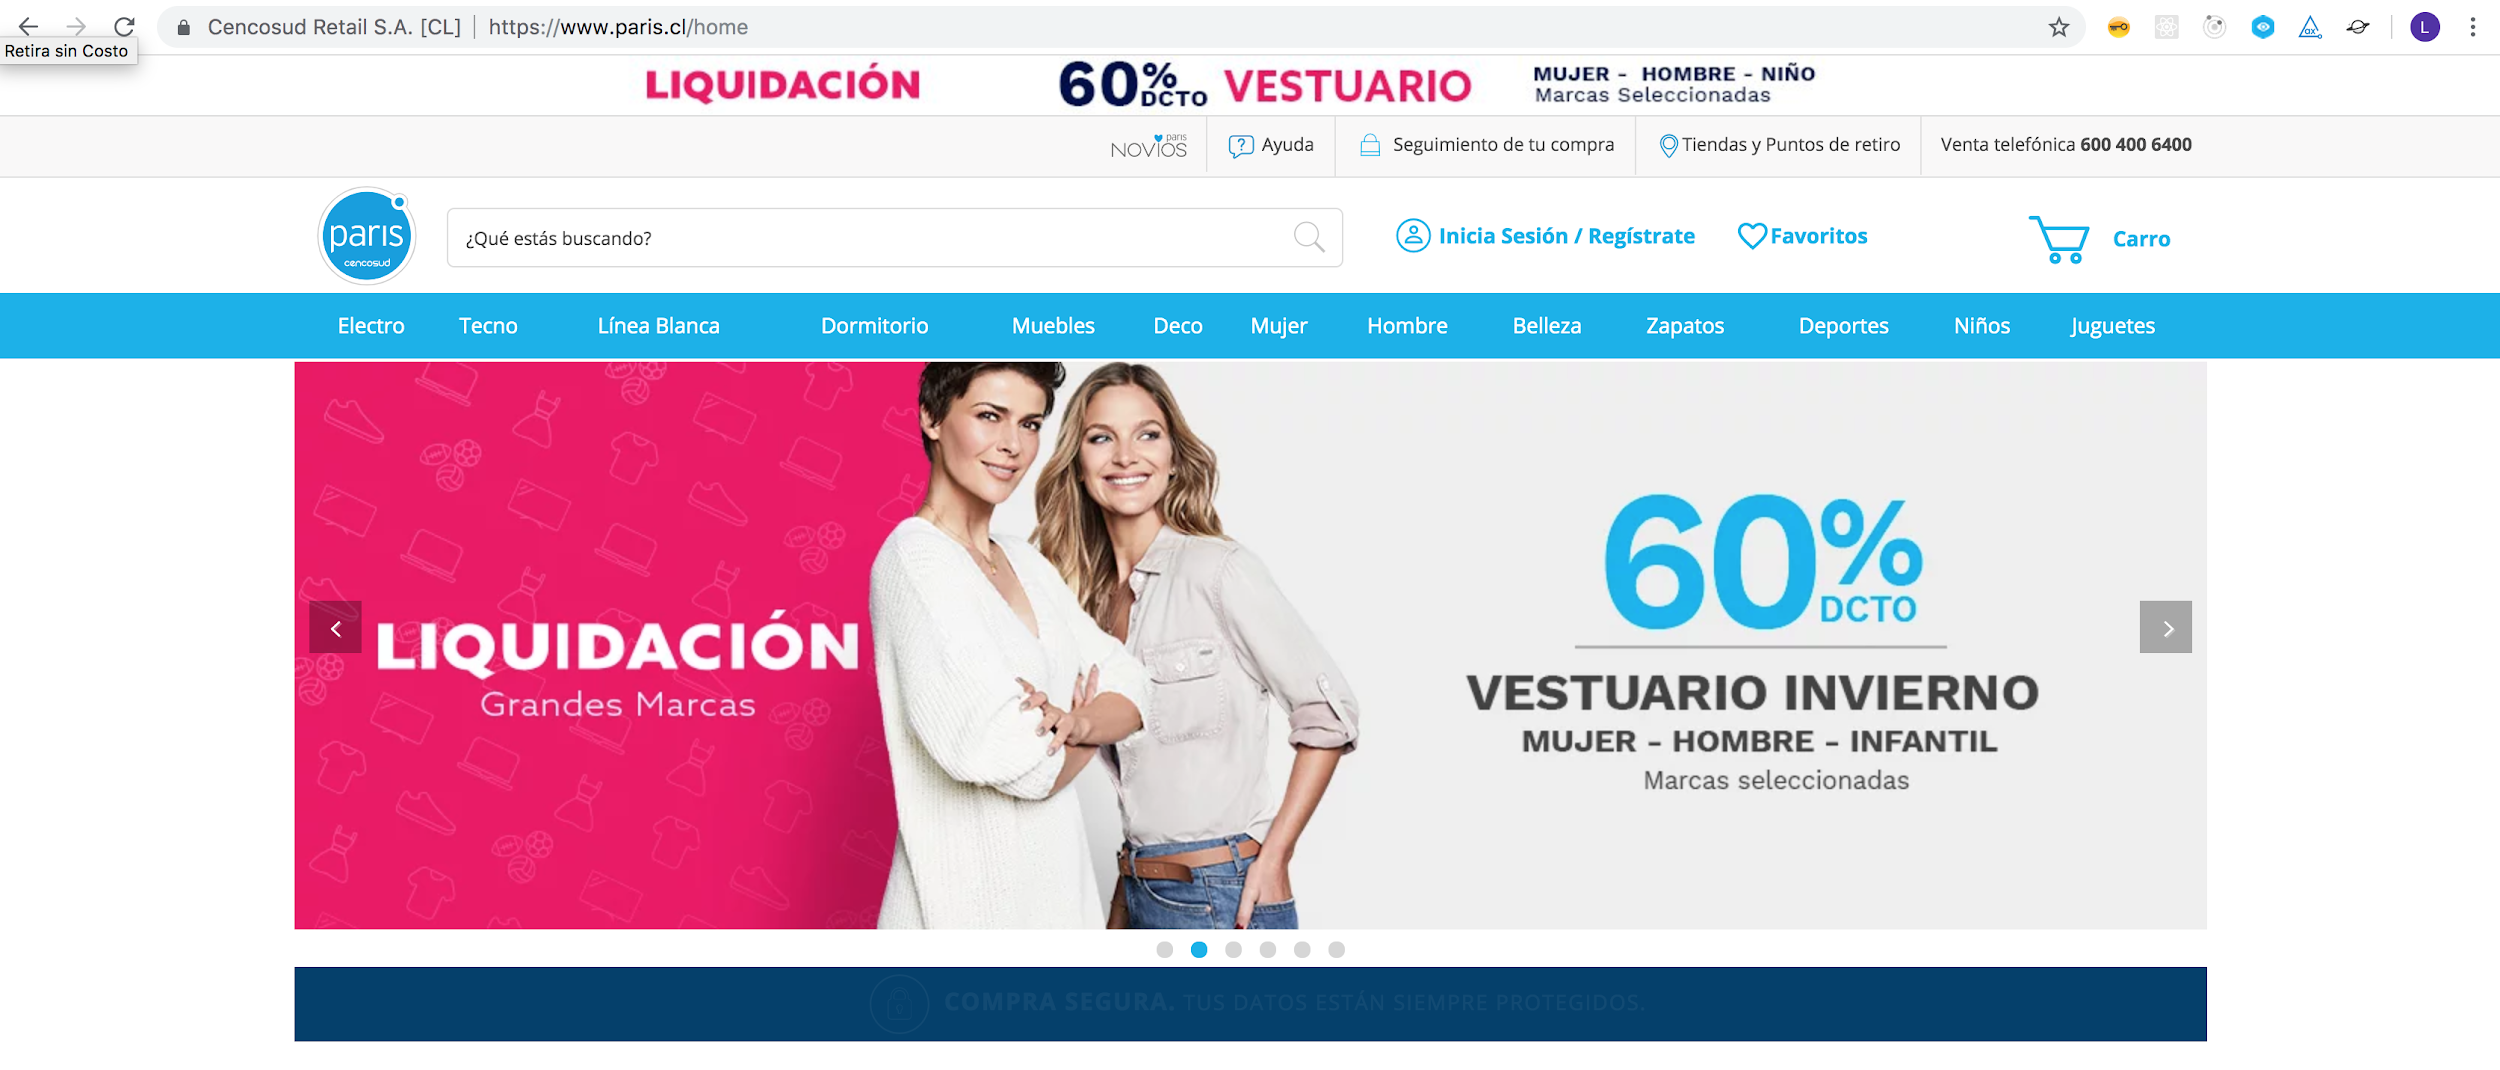 Cencosud Retail S.A. [CL] | https://www.paris.cl/home
L
Retira sin Costo
LIQUIDACIÓN 60% DCTO VESTUARIO MUJER - HOMBRE - NIÑO
Marcas Seleccionadas
paris NOVIOS
? Ayuda
Seguimiento de tu compra
Tiendas y Puntos de retiro
Venta telefónica 600 400 6400
paris
cencosud
¿Qué estás buscando?
Inicia Sesión / Regístrate
Favoritos
Carro
Electro Tecno Línea Blanca Dormitorio Muebles Deco Mujer Hombre Belleza Zapatos Deportes Niños Juguetes
LIQUIDACIÓN
Grandes Marcas
60% DCTO
VESTUARIO INVIERNO
MUJER - HOMBRE - INFANTIL
Marcas seleccionadas
COMPRA SEGURA. TUS DATOS ESTÁN SIEMPRE PROTEGIDOS.